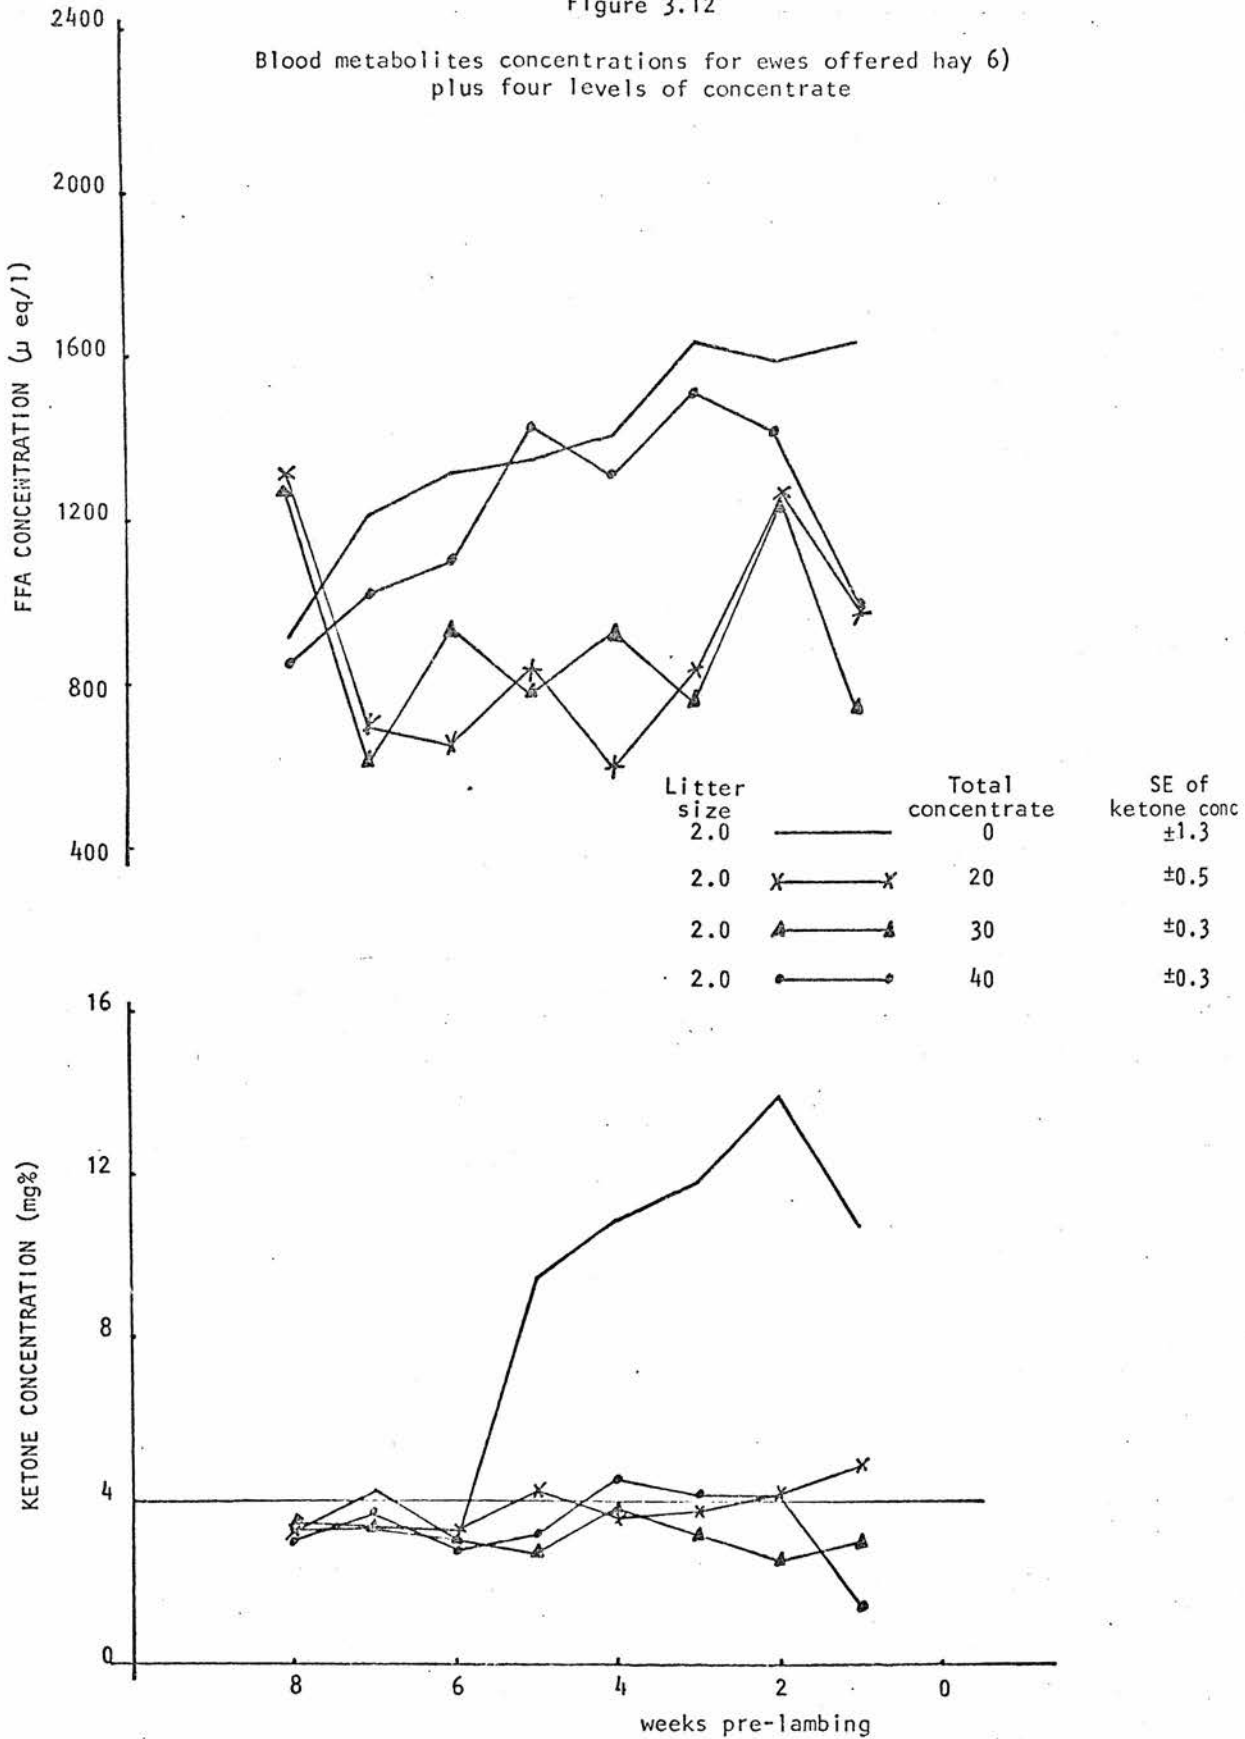 Figure 3.12
Blood metabolites concentrations for ewes offered hay 6)
plus four levels of concentrate
2400
2000
1600
1200
800
400
FFA CONCENTRATION (µ eq/l)
Litter size Total concentrate SE of ketone conc
2.0 0 ±1.3
2.0 20 ±0.5
2.0 30 ±0.3
2.0 40 ±0.3
16
12
8
4
0
KETONE CONCENTRATION (mg%)
8 6 4 2 0
weeks pre-lambing